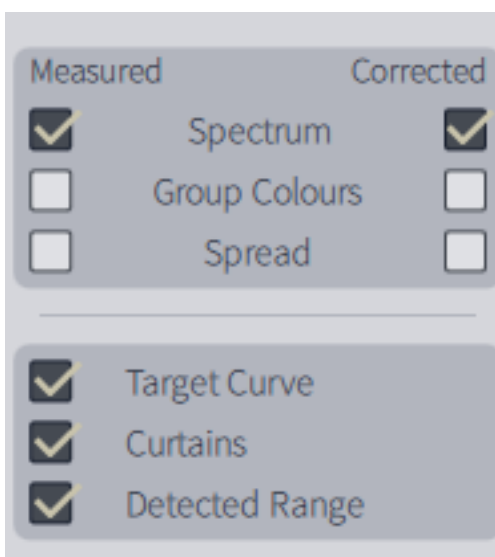 Measured Corrected
Spectrum
Group Colours
Spread
Target Curve
Curtains
Detected Range